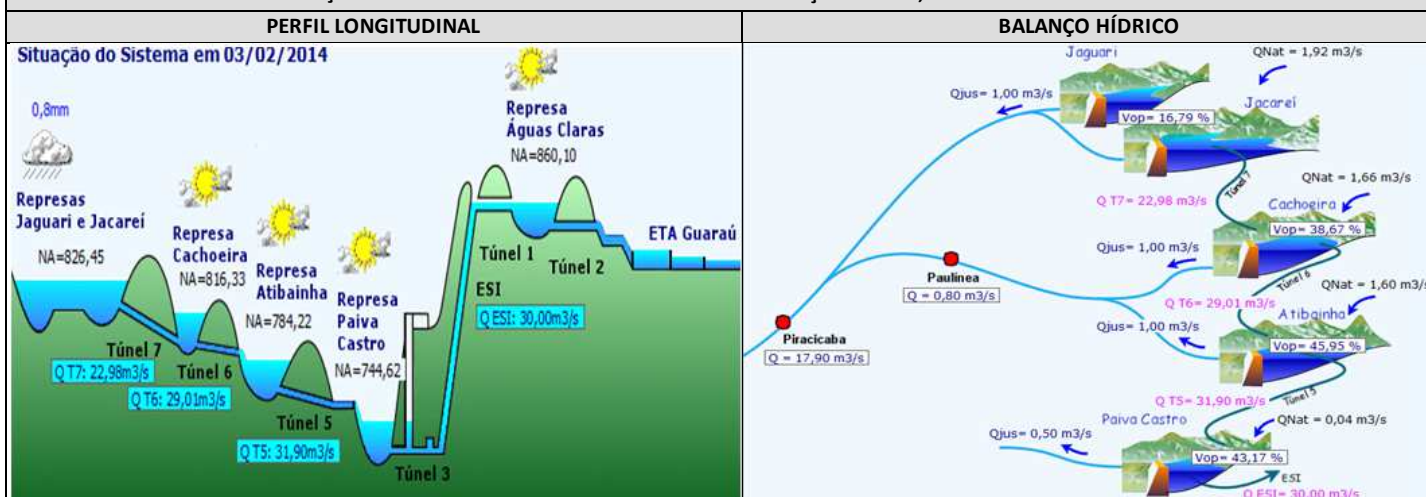 PERFIL LONGITUDINAL
Situação do Sistema em 03/02/2014
0,8mm
Represas
Jaguari e Jacareí
NA=826,45
Represa
Cachoeira
NA=816,33
Represa
Atibainha
NA=784,22
Represa
Paiva
Castro
NA=744,62
Represa
Águas Claras
NA=860,10
ETA Guaraú
Túnel 1
Túnel 2
ESI
Q ESI: 30,00m3/s
Túnel 7
Q T7: 22,98m3/s
Túnel 6
Q T6: 29,01m3/s
Túnel 5
Q T5: 31,90m3/s
Túnel 3
BALANÇO HÍDRICO
Jaguari
QNat = 1,92 m3/s
Qjus= 1,00 m3/s
Jacareí
Vop= 16,79 %
Túnel 7
Q T7= 22,98 m3/s
QNat = 1,66 m3/s
Cachoeira
Vop= 38,67 %
Qjus= 1,00 m3/s
Paulínea
Q = 0,80 m3/s
Túnel 6
Q T6= 29,01 m3/s
QNat = 1,60 m3/s
Atibainha
Qjus= 1,00 m3/s
Vop= 45,95 %
Piracicaba
Q = 17,90 m3/s
Túnel 5
Q T5= 31,90 m3/s
Paiva Castro
QNat = 0,04 m3/s
Qjus= 0,50 m3/s
Vop= 43,17 %
ESI
Q ESI= 30,00 m3/s